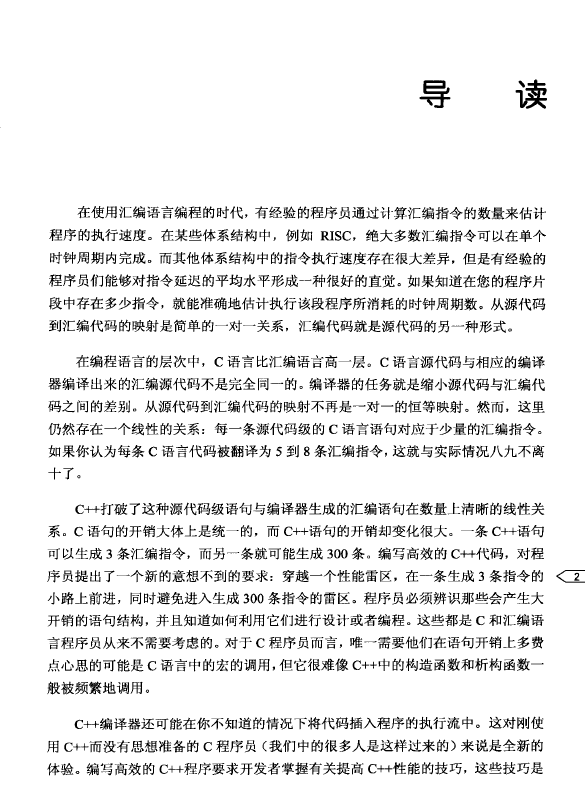 导 读
在使用汇编语言编程的时代，有经验的程序员通过计算汇编指令的数量来估计
程序的执行速度。在某些体系结构中，例如 RISC，绝大多数汇编指令可以在单个
时钟周期内完成。而其他体系结构中的指令执行速度存在很大差异，但是有经验的
程序员们能够对指令延迟的平均水平形成一种很好的直觉。如果知道在您的程序片
段中存在多少指令，就能准确地估计执行该段程序所消耗的时钟周期数。从源代码
到汇编代码的映射是简单的一对一关系，汇编代码就是源代码的另一种形式。
在编程语言的层次中，C 语言比汇编语言高一层。C 语言源代码与相应的编译
器编译出来的汇编源代码不是完全同一的。编译器的任务就是缩小源代码与汇编代
码之间的差别。从源代码到汇编代码的映射不再是一对一的恒等映射。然而，这里
仍然存在一个线性的关系：每一条源代码级的 C 语言语句对应于少量的汇编指令。
如果你认为每条 C 语言代码被翻译为 5 到 8 条汇编指令，这就与实际情况八九不离
十了。
C++打破了这种源代码级语句与编译器生成的汇编语句在数量上清晰的线性关
系。C 语句的开销大体上是统一的，而 C++语句的开销却变化很大。一条 C++语句
可以生成 3 条汇编指令，而另一条就可能生成 300 条。编写高效的 C++代码，对程
序员提出了一个新的意想不到的要求：穿越一个性能雷区，在一条生成 3 条指令的
2
小路上前进，同时避免进入生成 300 条指令的雷区。程序员必须辨识那些会产生大
开销的语句结构，并且知道如何利用它们进行设计或者编程。这些都是 C 和汇编语
言程序员从来不需要考虑的。对于 C 程序员而言，唯一需要他们在语句开销上多费
点心思的可能是 C 语言中的宏的调用，但它很难像 C++中的构造函数和析构函数一
般被频繁地调用。
C++编译器还可能在你不知道的情况下将代码插入程序的执行流中。这对刚使
用 C++而没有思想准备的 C 程序员（我们中的很多人是这样过来的）来说是全新的
体验。编写高效的 C++程序要求开发者掌握有关提高 C++性能的技巧，这些技巧是